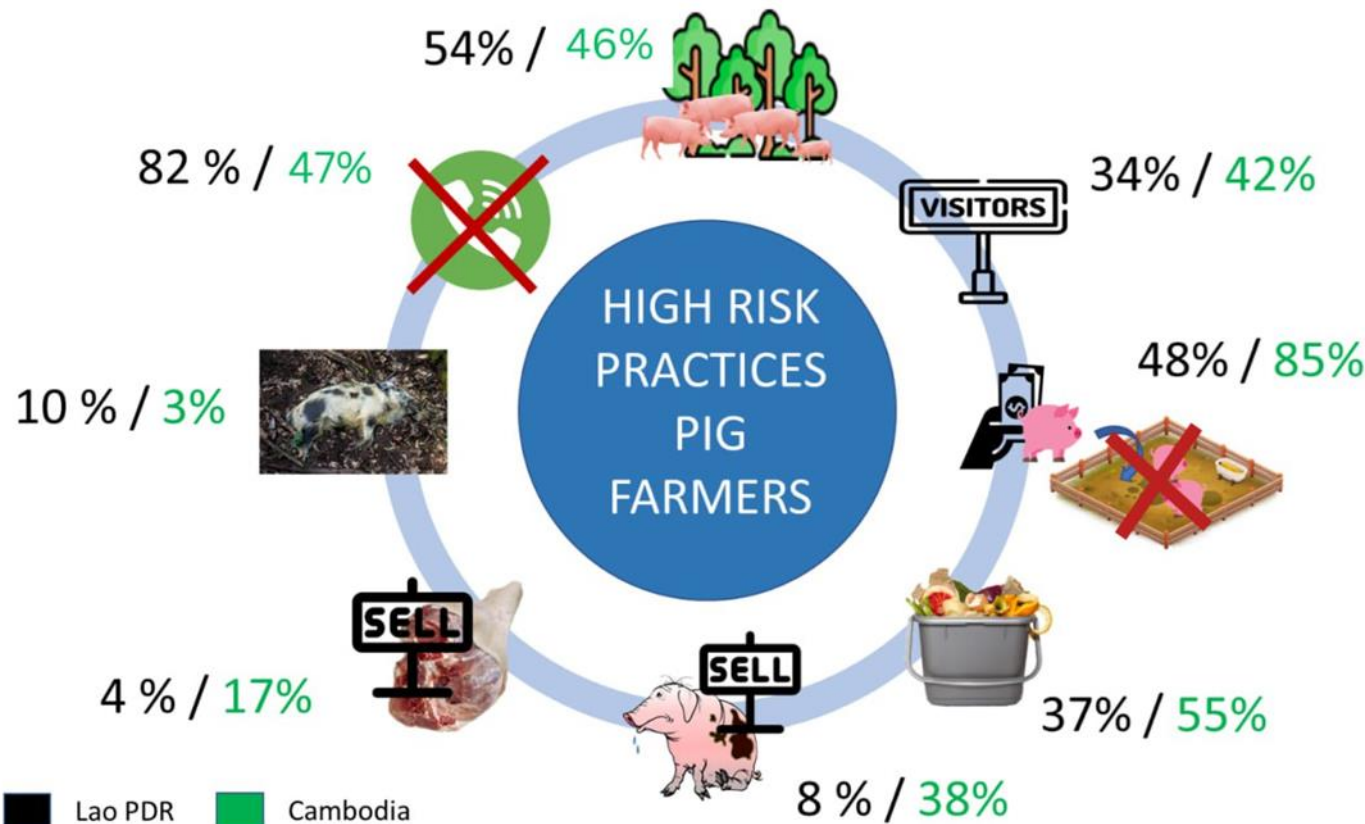 54% / 46%
82 % / 47%
VISITORS
34% / 42%
HIGH RISK
PRACTICES
PIG
FARMERS
48% / 85%
10 % / 3%
SELL
4 % / 17%
SELL
37% / 55%
8 % / 38%
Lao PDR
Cambodia